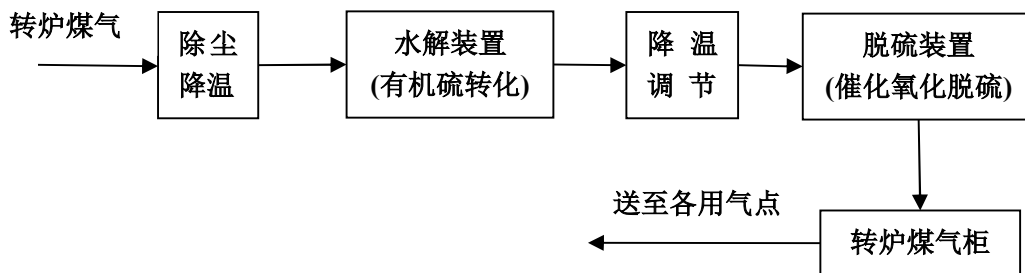 转炉煤气
除尘
降温
水解装置
(有机硫转化)
降 温
调 节
脱硫装置
(催化氧化脱硫)
送至各用气点
转炉煤气柜